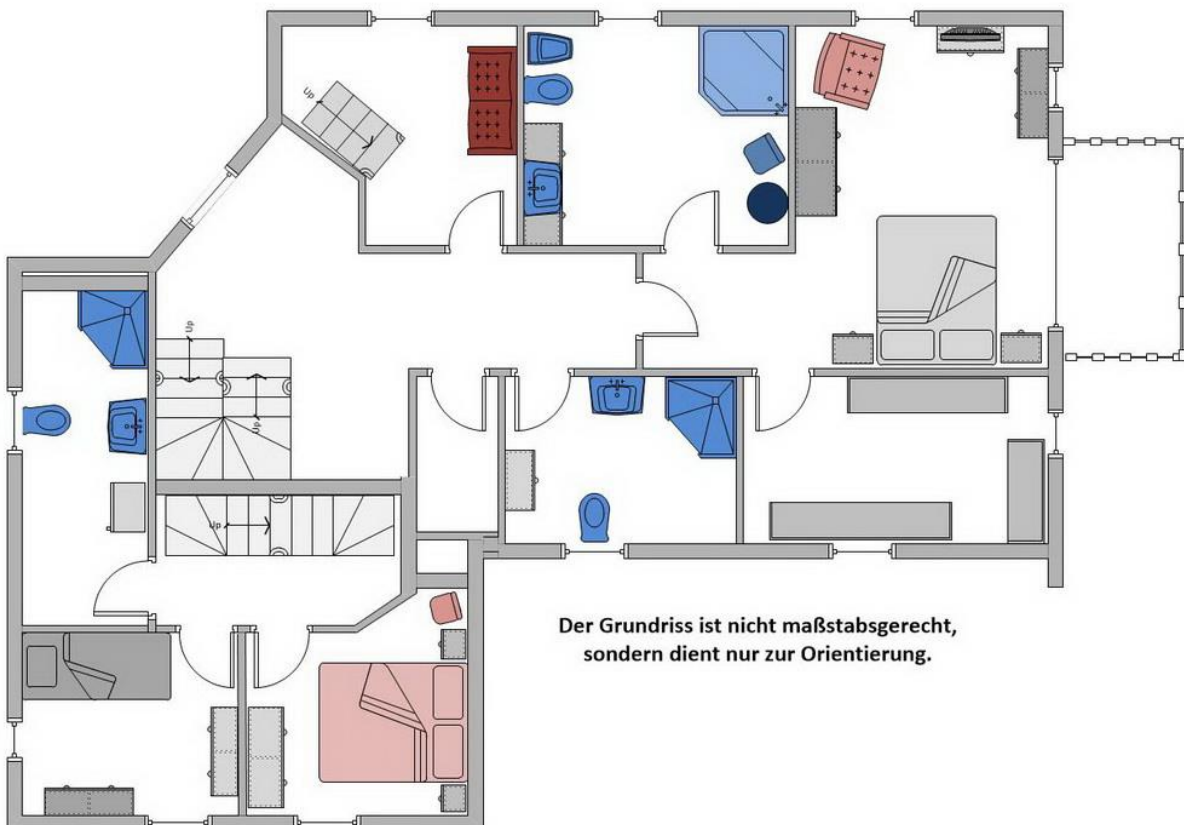 Up
Up
Up
Up
Der Grundriss ist nicht maßstabsgerecht,
sondern dient nur zur Orientierung.